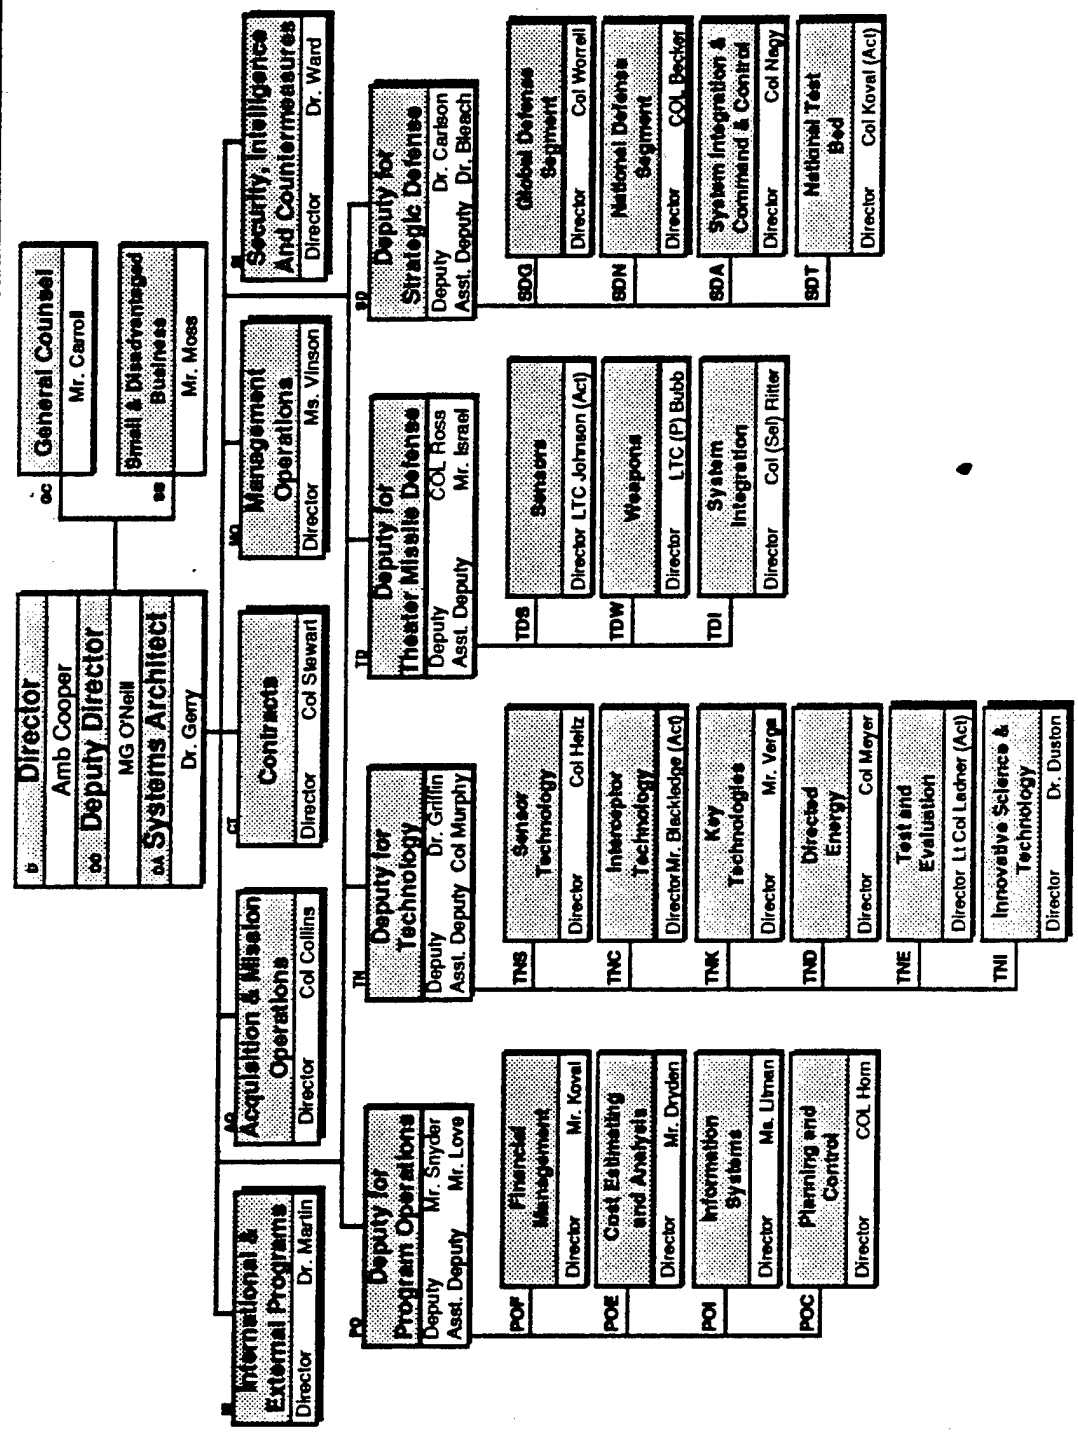 D Director
Amb Cooper
DD Deputy Director
MG O'Neill
DA Systems Architect
Dr. Gerry
GC
General Counsel
Mr. Carroll
SB
Small & Disadvantaged
Business
Mr. Moss
International &
External Programs
Director Dr. Martin
AQ
Acquisition & Mission
Operations
Director Col Collins
CT
Contracts
Director Col Stewart
MO
Management
Operations
Director Ms. Vinson
SI
Security, Intelligence
And Countermeasures
Director Dr. Ward
PO
Deputy for
Program Operations
Deputy Mr. Snyder
Asst. Deputy Mr. Love
TN
Deputy for
Technology
Deputy Dr. Griffin
Asst. Deputy Col Murphy
TD
Deputy for
Theater Missile Defense
Deputy COL Ross
Asst. Deputy Mr. Israel
SD
Deputy for
Strategic Defense
Deputy Dr. Carlson
Asst. Deputy Dr. Bleach
POF
Financial
Management
Director Mr. Koval
POE
Cost Estimating
and Analysis
Director Mr. Dryden
POI
Information
Systems
Director Ms. Litman
POC
Planning and
Control
Director COL Horn
TNS
Sensor
Technology
Director Col Heitz
TNC
Interceptor
Technology
Director Mr. Blackledge (Act)
TNK
Key
Technologies
Director Mr. Verga
TND
Directed
Energy
Director Col Meyer
TNE
Test and
Evaluation
Director Lt Col Ladner (Act)
TNI
Innovative Science &
Technology
Director Dr. Duston
TDS
Sensors
Director LTC Johnson (Act)
TDW
Weapons
Director LTC (P) Bubb
TDI
System
Integration
Director Col (Sel) Ritter
SDG
Global Defense
Segment
Director Col Worrell
SDN
National Defense
Segment
Director COL Becker
SDA
System Integration &
Command & Control
Director Col Nagy
SDT
National Test
Bed
Director Col Koval (Act)